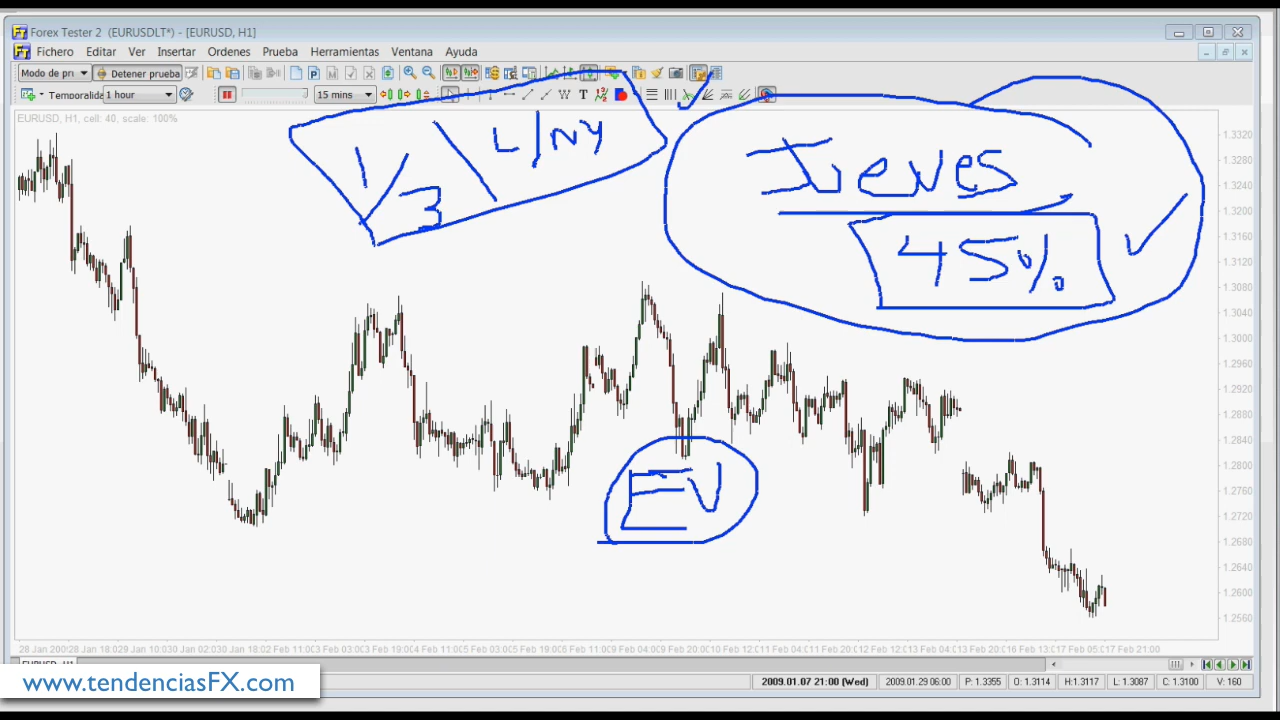 Forex Tester 2 (EURUSDLT*) - [EURUSD, H1]
Fichero Editar Ver Insertar Ordenes Prueba Herramientas Ventana Ayuda
Modo de pr Detener prueba
Temporalida 1 hour 15 mins
EURUSD, H1, cell: 40, scale: 100%
1/3 L/NY
Jueves
45%
EU
1.3320
1.3280
1.3240
1.3200
1.3160
1.3120
1.3080
1.3040
1.3000
1.2960
1.2920
1.2880
1.2840
1.2800
1.2760
1.2720
1.2680
1.2640
1.2600
1.2560
EURUSD, H1
www.tendenciasFX.com
2009.01.07 21:00 (Wed) 2009.01.29 06:00 P: 1.3355 O: 1.3114 H:1.3117 L: 1.3087 C: 1.3100 V: 160